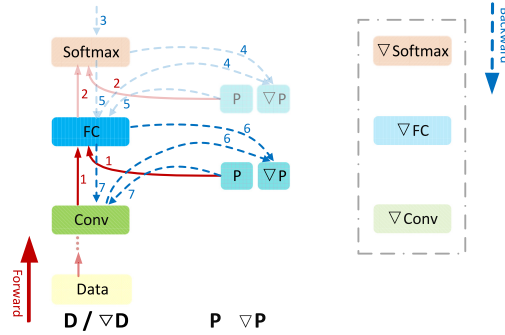 3
Softmax
4
4
2
2
5
5
P
▽P
FC
6
6
1
1
7
7
P
▽P
Conv
Data
Forward
D / ▽D
P ▽P
▽Softmax
▽FC
▽Conv
Backward